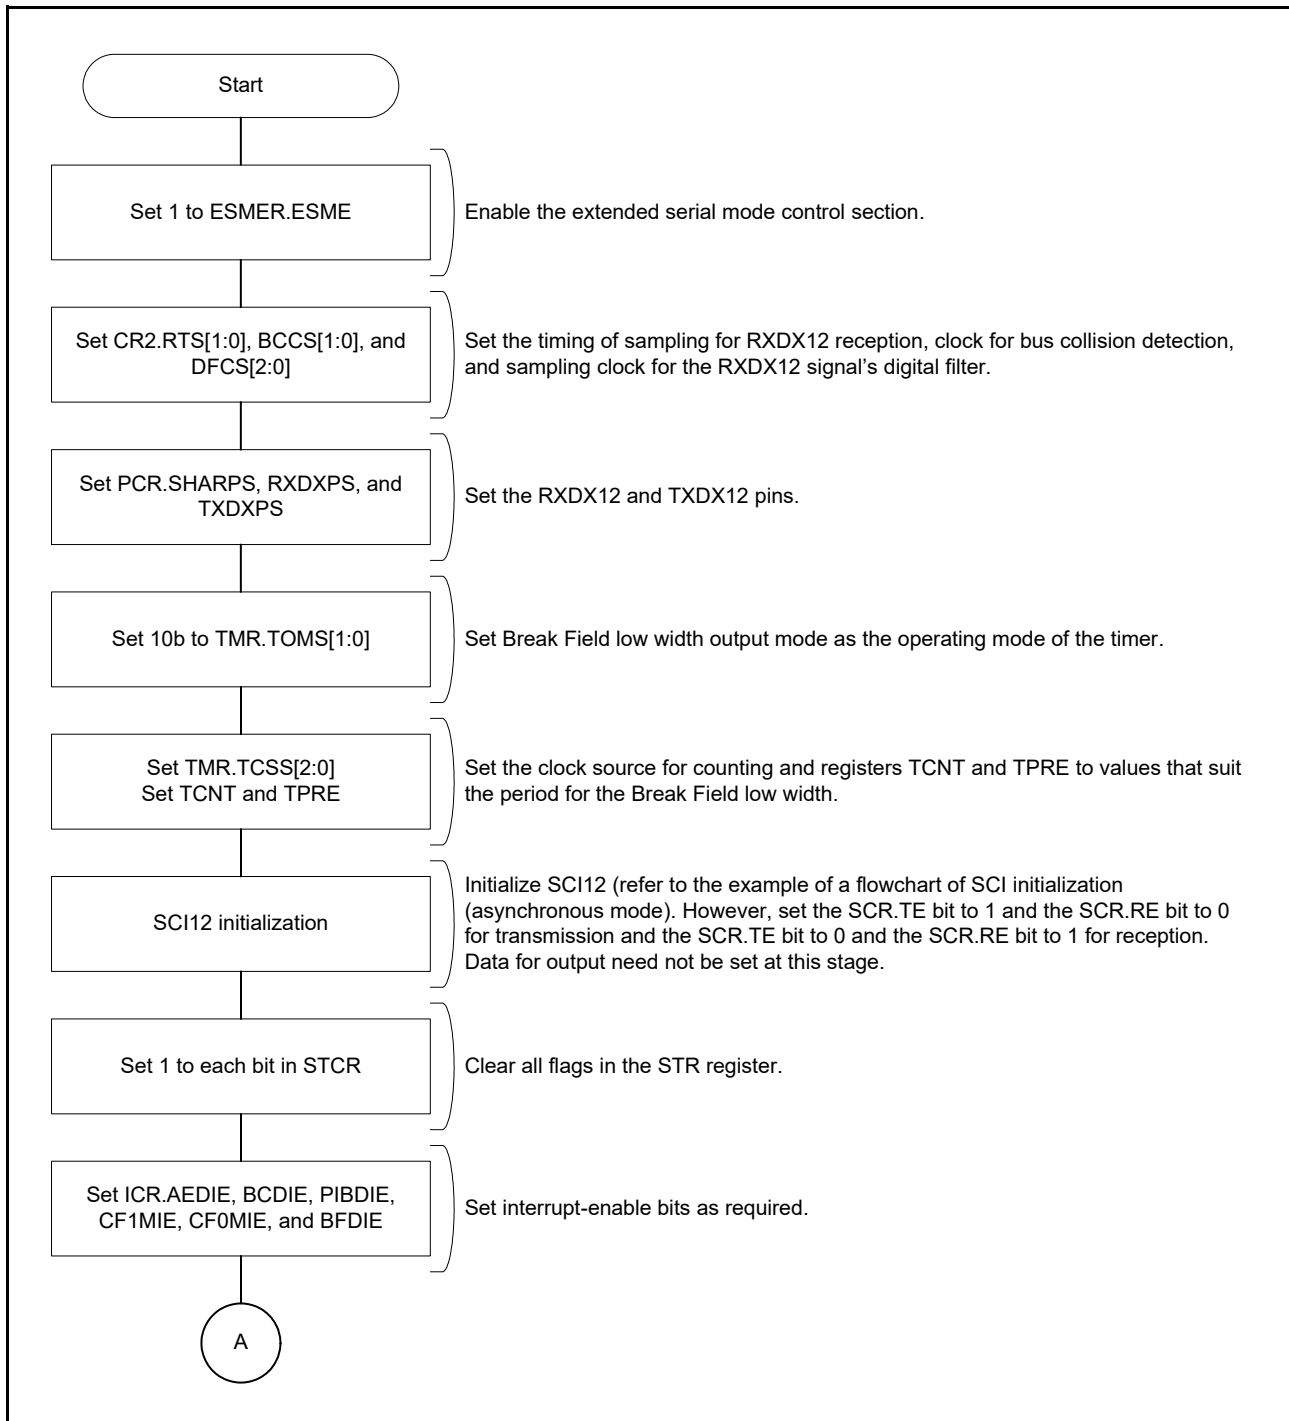 Start
Set 1 to ESMER.ESME
Enable the extended serial mode control section.
Set CR2.RTS[1:0], BCCS[1:0], and
DFCS[2:0]
Set the timing of sampling for RXDX12 reception, clock for bus collision detection,
and sampling clock for the RXDX12 signal’s digital filter.
Set PCR.SHARPS, RXDXPS, and
TXDXPS
Set the RXDX12 and TXDX12 pins.
Set 10b to TMR.TOMS[1:0]
Set Break Field low width output mode as the operating mode of the timer.
Set TMR.TCSS[2:0]
Set TCNT and TPRE
Set the clock source for counting and registers TCNT and TPRE to values that suit
the period for the Break Field low width.
SCI12 initialization
Initialize SCI12 (refer to the example of a flowchart of SCI initialization
(asynchronous mode). However, set the SCR.TE bit to 1 and the SCR.RE bit to 0
for transmission and the SCR.TE bit to 0 and the SCR.RE bit to 1 for reception.
Data for output need not be set at this stage.
Set 1 to each bit in STCR
Clear all flags in the STR register.
Set ICR.AEDIE, BCDIE, PIBDIE,
CF1MIE, CF0MIE, and BFDIE
Set interrupt-enable bits as required.
A